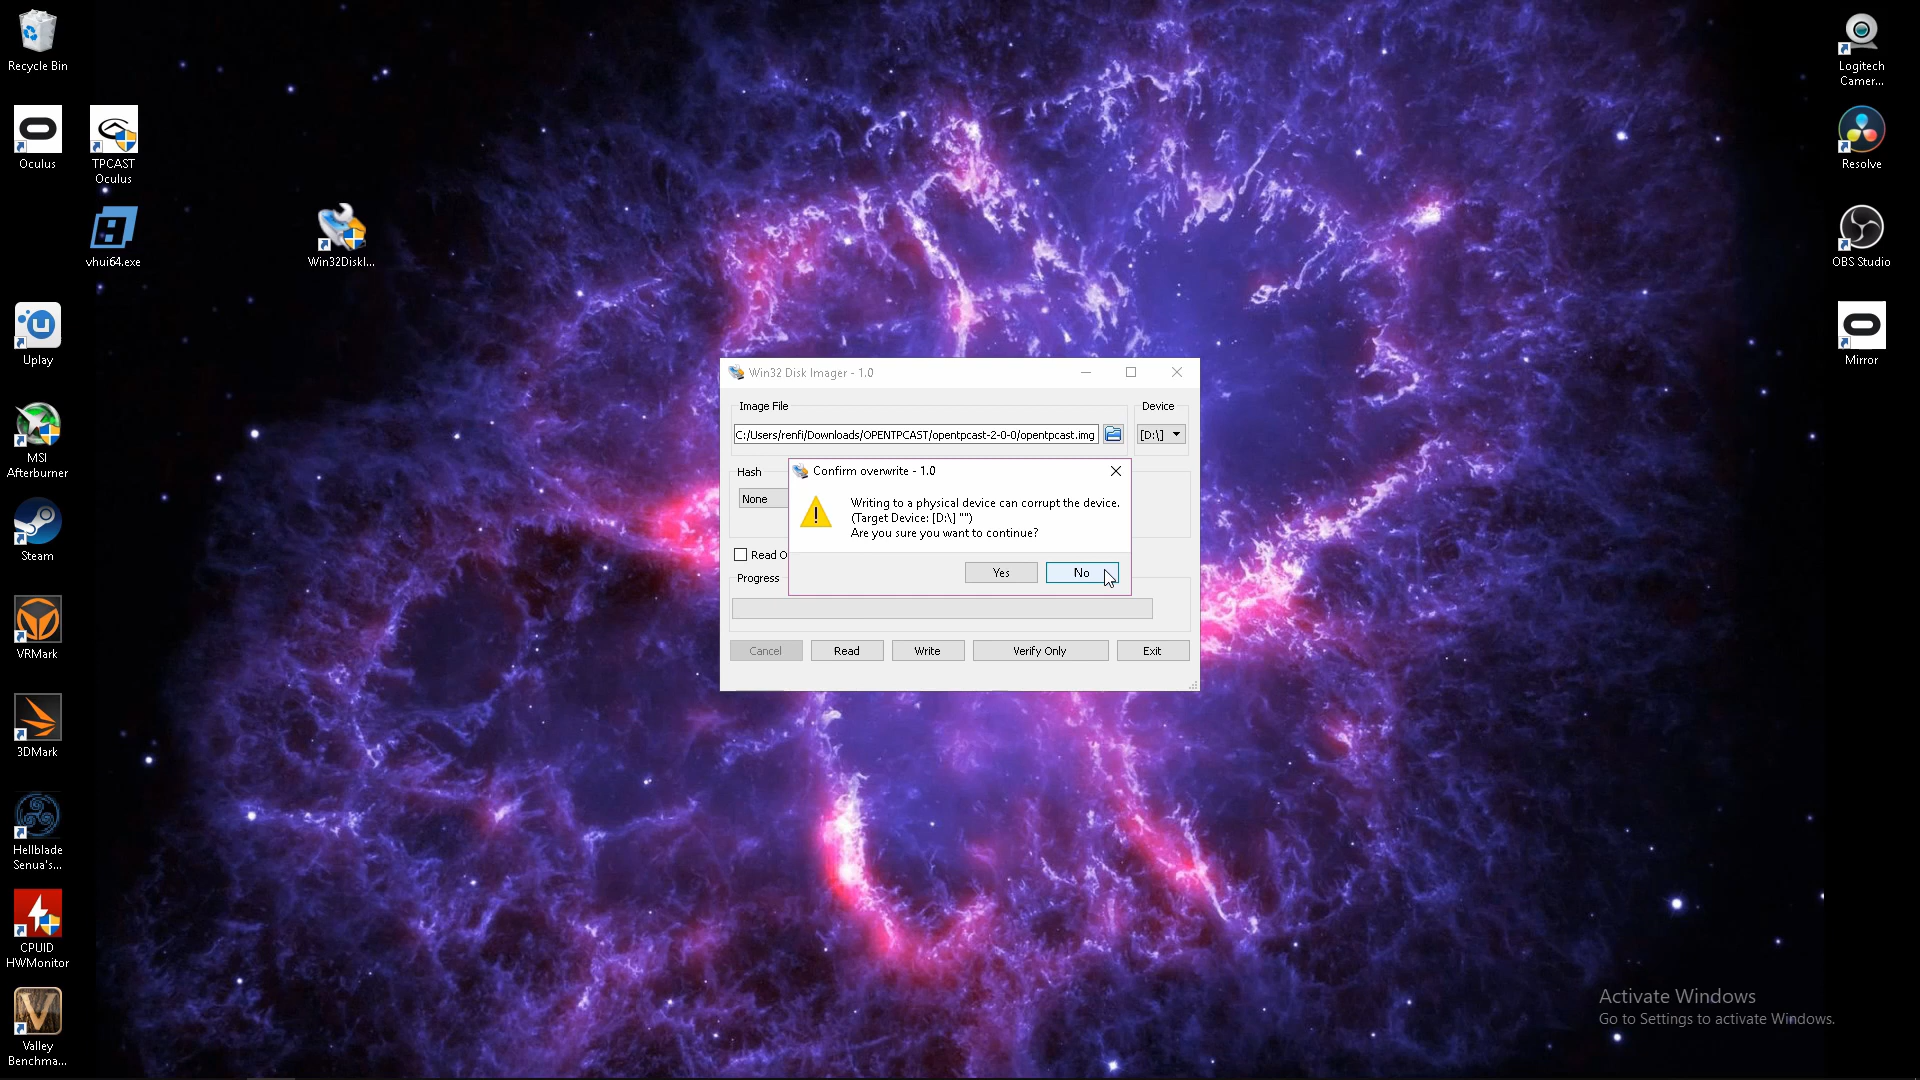 Recycle Bin
Oculus
TPCAST
Oculus
vhui64.exe
Win32DiskI...
Uplay
MSI
Afterburner
Steam
VRMark
3DMark
Hellblade
Senua's...
CPUID
HWMonitor
Valley
Benchma...
Win32 Disk Imager - 1.0
Image File
Device
C:/Users/renfi/Downloads/OPENTPCAST/opentpcast-2-0-0/opentpcast.img
[D:\]
Hash
None
Confirm overwrite - 1.0
Writing to a physical device can corrupt the device.
(Target Device: [D:\] "")
Are you sure you want to continue?
Yes
No
Read O
Progress
Cancel
Read
Write
Verify Only
Exit
Logitech
Camer...
Resolve
OBS Studio
Mirror
Activate Windows
Go to Settings to activate Windows.